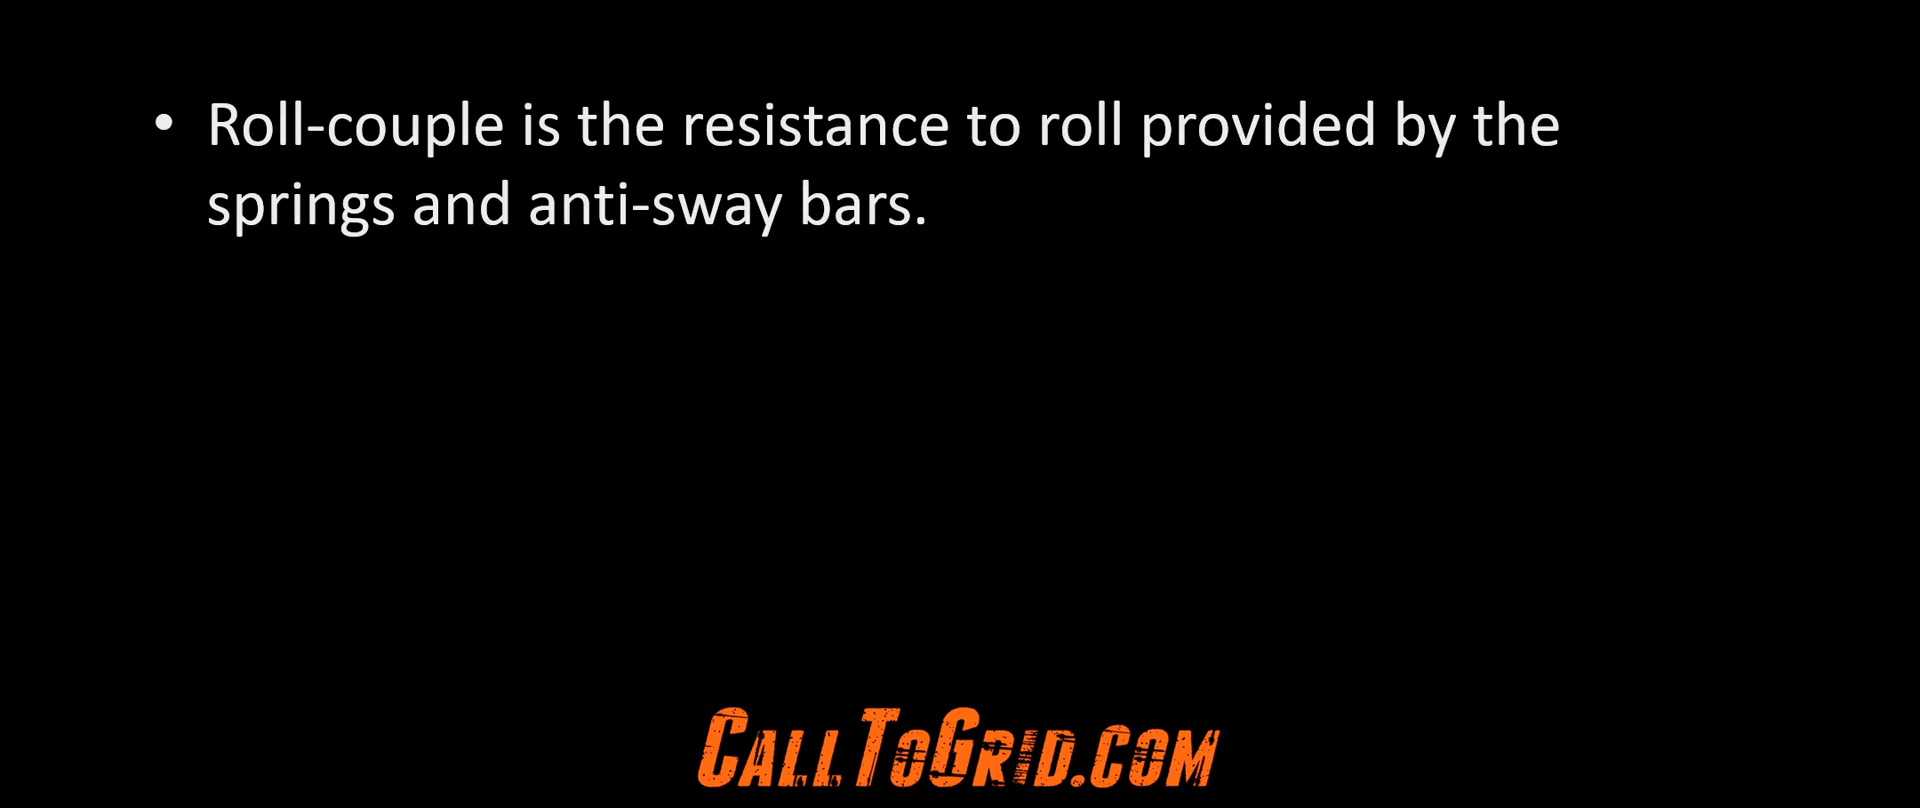 • Roll-couple is the resistance to roll provided by the
springs and anti-sway bars.
CallToGrid.com